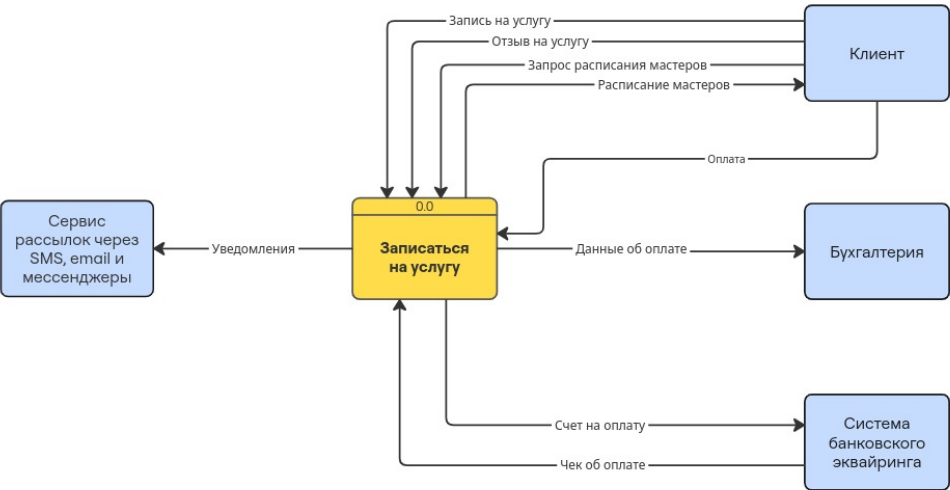 Запись на услугу
Отзыв на услугу
Запрос расписания мастеров
Расписание мастеров
Клиент
Оплата
0.0
Записаться
на услугу
Сервис
рассылок через
SMS, email и
мессенджеры
Уведомления
Данные об оплате
Бухгалтерия
Счет на оплату
Чек об оплате
Система
банковского
эквайринга